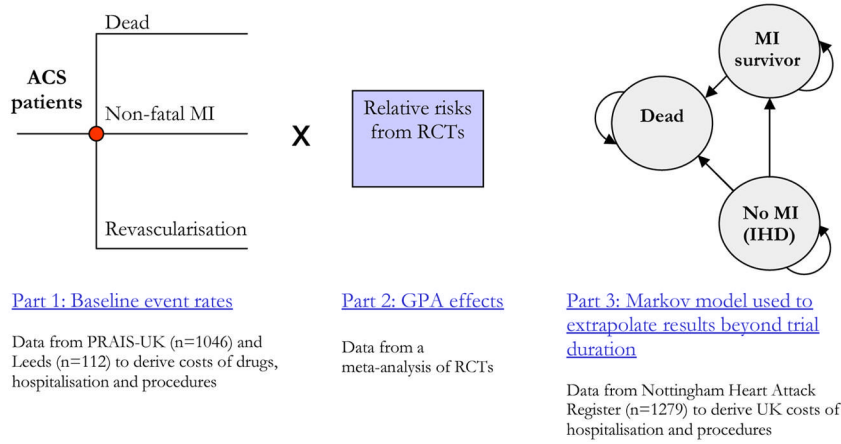 Dead
ACS
patients
Non-fatal MI
Revascularisation
X
Relative risks
from RCTs
MI
survivor
Dead
No MI
(IHD)
Part 1: Baseline event rates
Data from PRAIS-UK (n=1046) and
Leeds (n=112) to derive costs of drugs,
hospitalisation and procedures
Part 2: GPA effects
Data from a
meta-analysis of RCTs
Part 3: Markov model used to
extrapolate results beyond trial
duration
Data from Nottingham Heart Attack
Register (n=1279) to derive UK costs of
hospitalisation and procedures